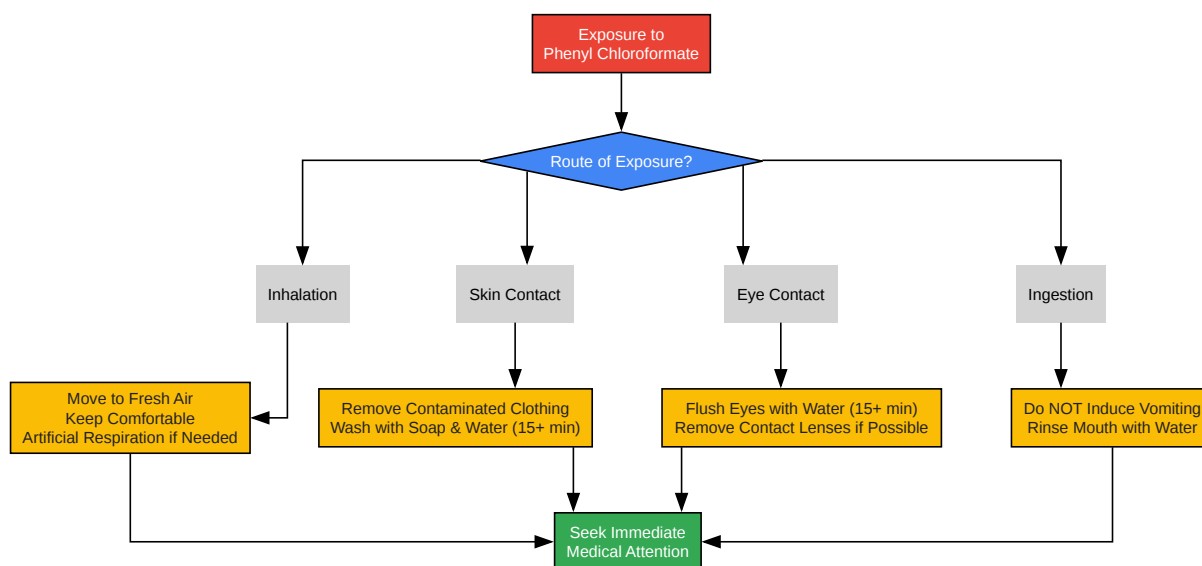 Exposure to
Phenyl Chloroformate
Route of Exposure?
Inhalation
Skin Contact
Eye Contact
Ingestion
Move to Fresh Air
Keep Comfortable
Artificial Respiration if Needed
Remove Contaminated Clothing
Wash with Soap & Water (15+ min)
Flush Eyes with Water (15+ min)
Remove Contact Lenses if Possible
Do NOT Induce Vomiting
Rinse Mouth with Water
Seek Immediate
Medical Attention